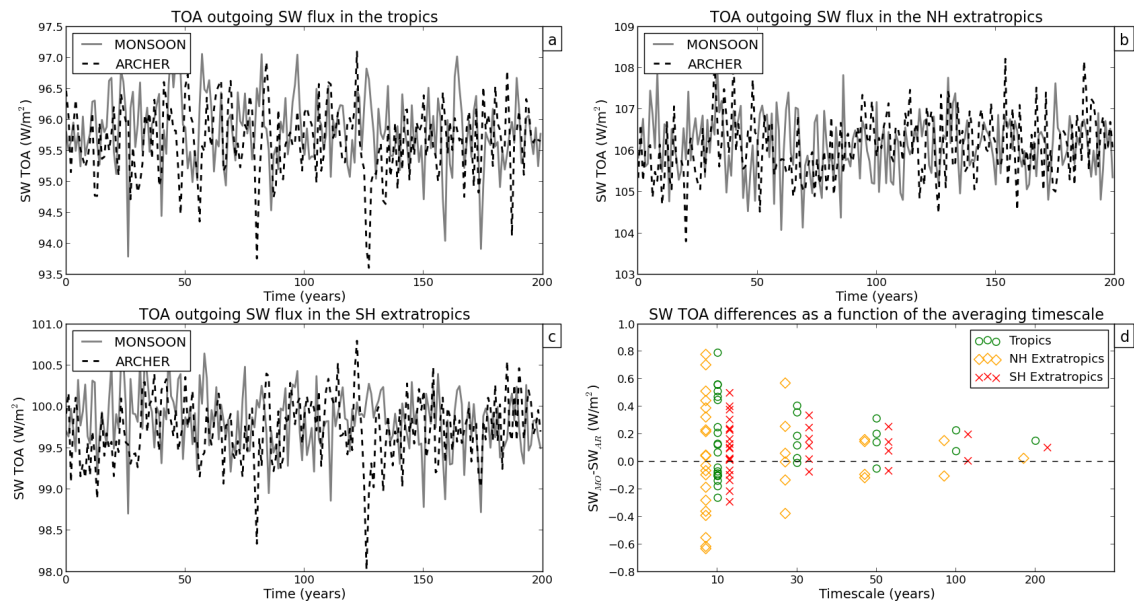 TOA outgoing SW flux in the tropics
a
MONSOON
ARCHER
SW TOA (W/m²)
97.5
97.0
96.5
96.0
95.5
95.0
94.5
94.0
93.5
0 50 100 150 200
Time (years)
TOA outgoing SW flux in the NH extratropics
b
MONSOON
ARCHER
SW TOA (W/m²)
109
108
107
106
105
104
103
0 50 100 150 200
Time (years)
TOA outgoing SW flux in the SH extratropics
c
MONSOON
ARCHER
SW TOA (W/m²)
101.0
100.5
100.0
99.5
99.0
98.5
98.0
0 50 100 150 200
Time (years)
SW TOA differences as a function of the averaging timescale
d
Tropics
NH Extratropics
SH Extratropics
SW_MO-SW_AR (W/m²)
1.0
0.8
0.6
0.4
0.2
0.0
−0.2
−0.4
−0.6
−0.8
10 30 50 100 200
Timescale (years)